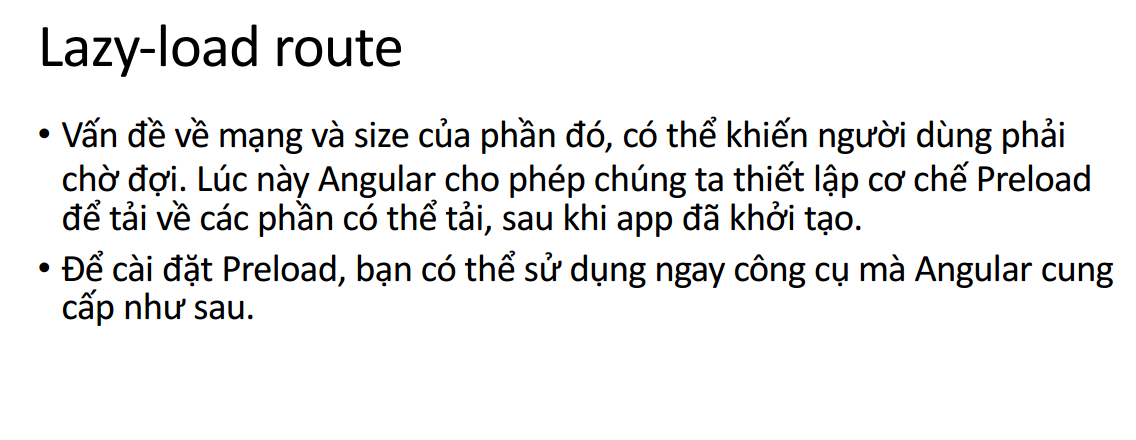 Lazy-load route
• Vấn đề về mạng và size của phần đó, có thể khiến người dùng phải
chờ đợi. Lúc này Angular cho phép chúng ta thiết lập cơ chế Preload
để tải về các phần có thể tải, sau khi app đã khởi tạo.
• Để cài đặt Preload, bạn có thể sử dụng ngay công cụ mà Angular cung
cấp như sau.